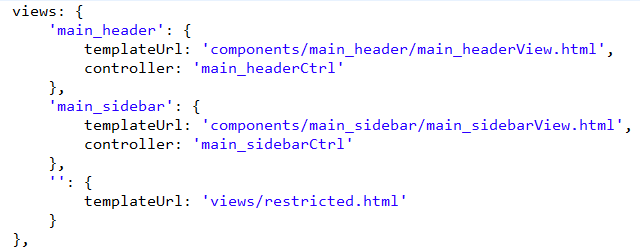 views: {
    'main_header': {
        templateUrl: 'components/main_header/main_headerView.html',
        controller: 'main_headerCtrl'
    },
    'main_sidebar': {
        templateUrl: 'components/main_sidebar/main_sidebarView.html',
        controller: 'main_sidebarCtrl'
    },
    '': {
        templateUrl: 'views/restricted.html'
    }
},